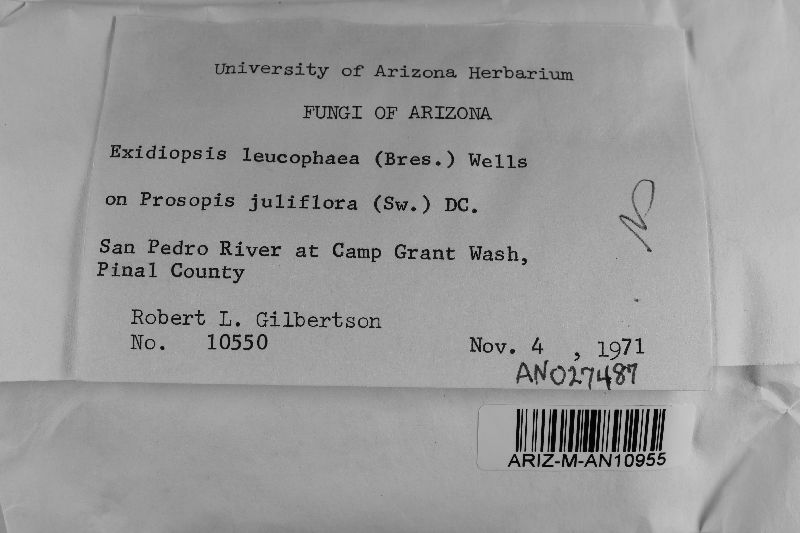 University of Arizona Herbarium
FUNGI OF ARIZONA
Exidiopsis leucophaea (Bres.) Wells
on Prosopis juliflora (Sw.) DC.
San Pedro River at Camp Grant Wash,
Pinal County
Robert L. Gilbertson
No. 10550
Nov. 4 , 1971
AN027487
ARIZ-M-AN10955